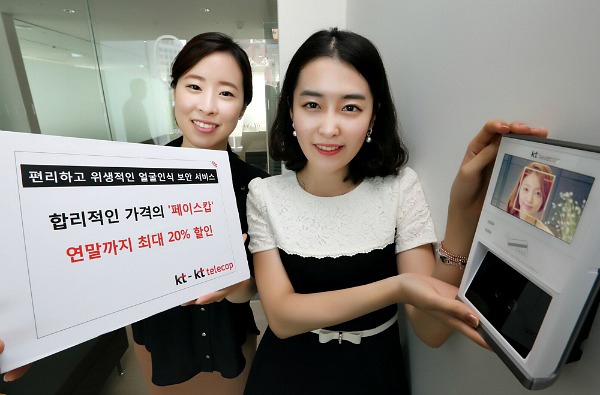 편리하고 위생적인 얼굴인식 보안 서비스
합리적인 가격의 '페이스캅'
연말까지 최대 20% 할인
kt - kt telecop
kt